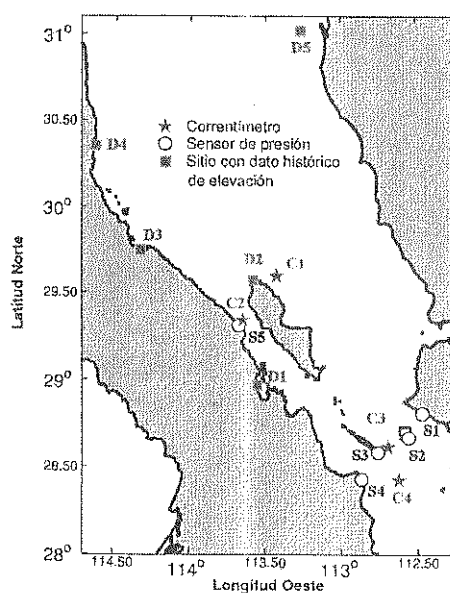 31°
D5
★ Correntímetro
○ Sensor de presión
■ Sitio con dato histórico
de elevación
30.50
D4
30°
D3
D2
C1
29.50
C2
S5
29°
D1
C3
S1
S2
S3
28.50
S4
C4
28°
Latitud Norte
114.50
114°
113.50
113°
112.50
Longitud Oeste